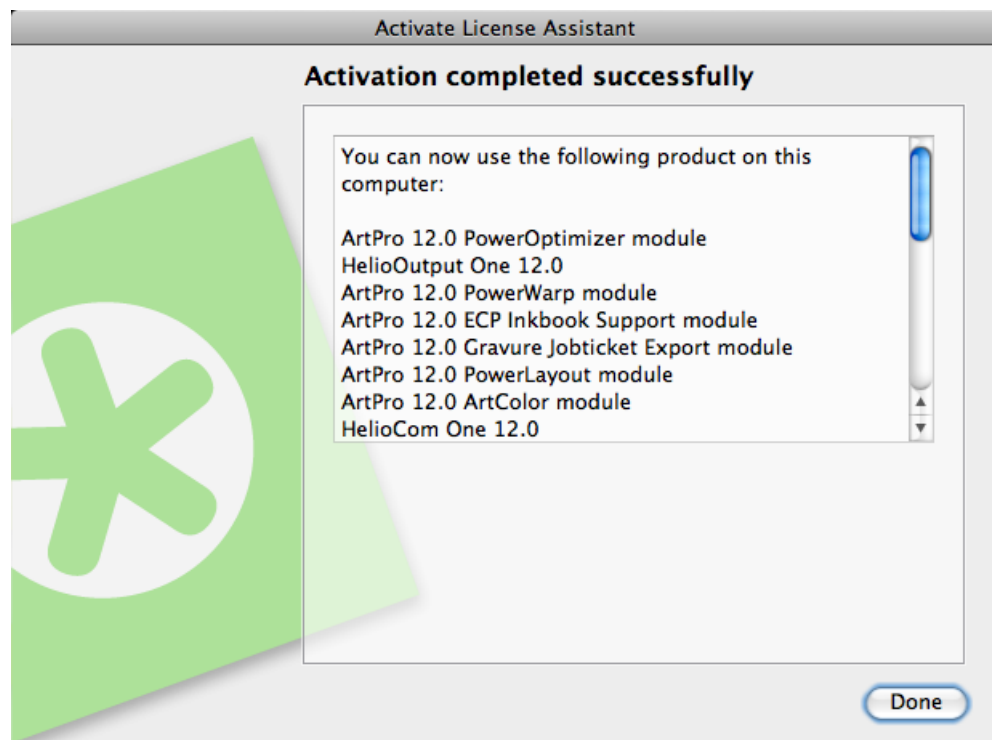 Activate License Assistant
Activation completed successfully
You can now use the following product on this
computer:
ArtPro 12.0 PowerOptimizer module
HelioOutput One 12.0
ArtPro 12.0 PowerWarp module
ArtPro 12.0 ECP Inkbook Support module
ArtPro 12.0 Gravure Jobticket Export module
ArtPro 12.0 PowerLayout module
ArtPro 12.0 ArtColor module
HelioCom One 12.0
Done